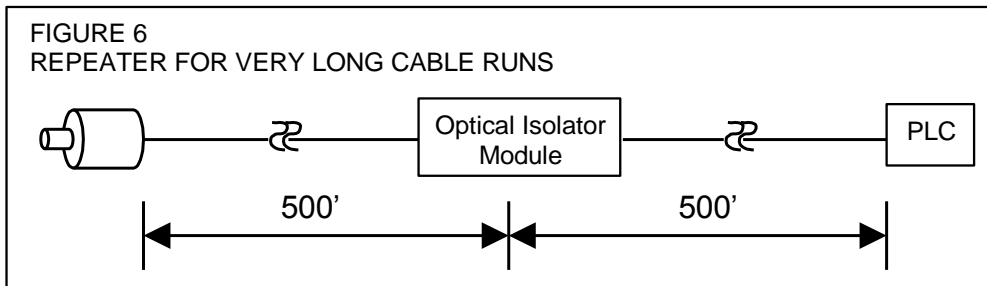 FIGURE 6
REPEATER FOR VERY LONG CABLE RUNS
Optical Isolator
Module
PLC
500’
500’